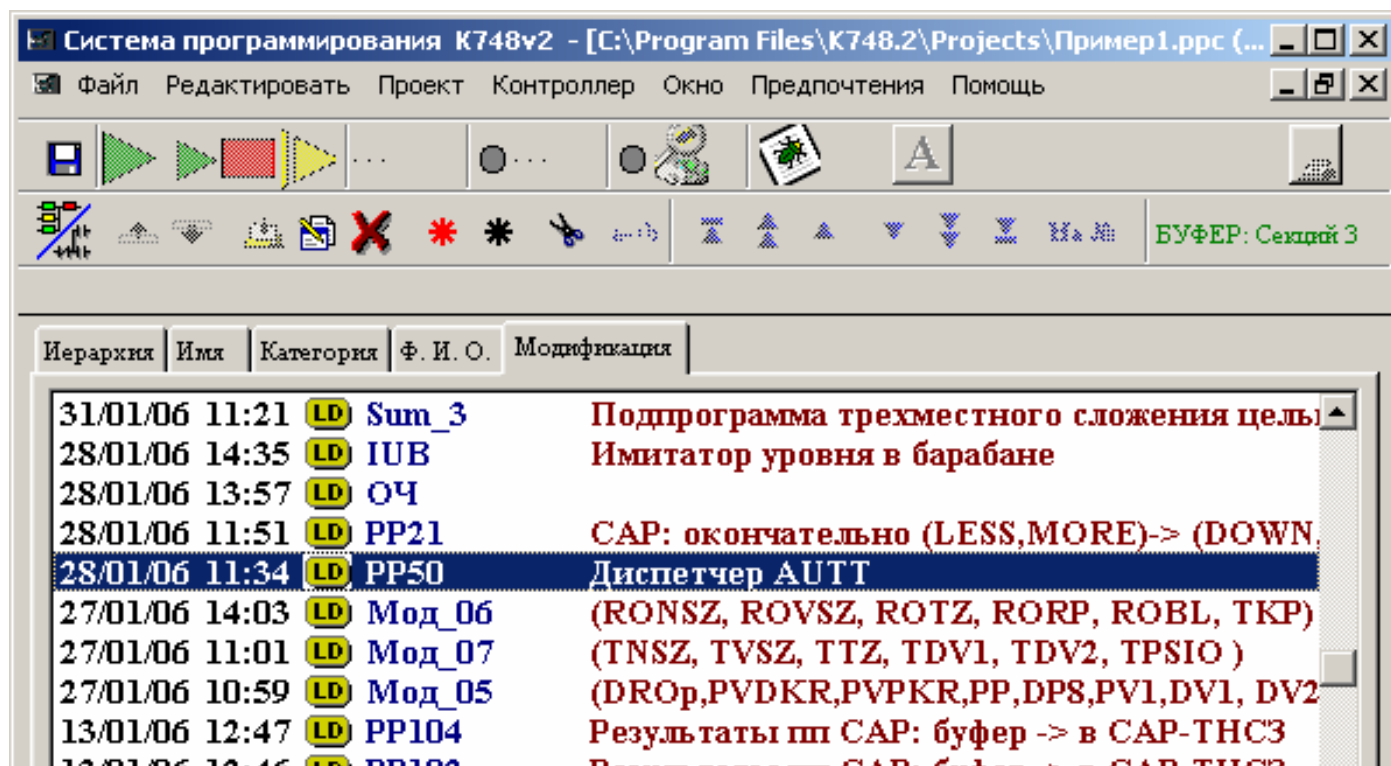 Система программирования K748v2 - [C:\Program Files\K748.2\Projects\Пример1.ppc (...
Файл Редактировать Проект Контроллер Окно Предпочтения Помощь
A
БУФЕР: Секций 3
Иерархия Имя Категория Ф. И. О. Модификация
31/01/06 11:21 LD Sum_3 Подпрограмма трехместного сложения
28/01/06 14:35 LD IUB Имитатор уровня в барабане
28/01/06 13:57 LD ОЧ
28/01/06 11:51 LD PP21 САР: окончательно (LESS,MORE)-> (DOWN,
28/01/06 11:34 LD PP50 Диспетчер AUTT
27/01/06 14:03 LD Мод_06 (RONSZ, ROVSZ, ROTZ, RORP, ROBL, TKP)
27/01/06 11:01 LD Мод_07 (TNSZ, TVSZ, TTZ, TDV1, TDV2, TPSIO )
27/01/06 10:59 LD Мод_05 (DROp,PVDKR,PVPKR,PP,DPS,PV1,DV1, DV2
13/01/06 12:47 LD PP104 Результаты пп САР: буфер -> в САР-ТНСЗ